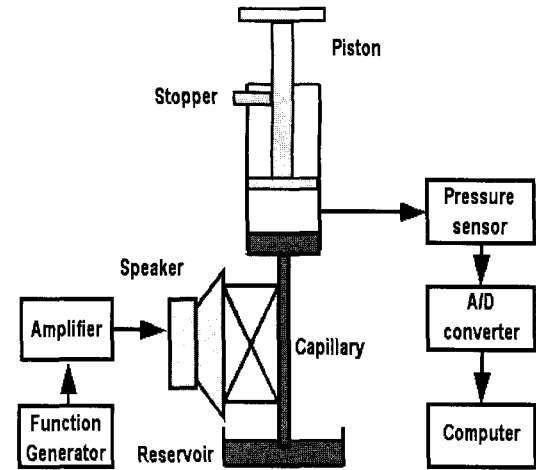 Piston
Stopper
Pressure
sensor
Speaker
A/D
converter
Amplifier
Capillary
Function
Generator
Computer
Reservoir